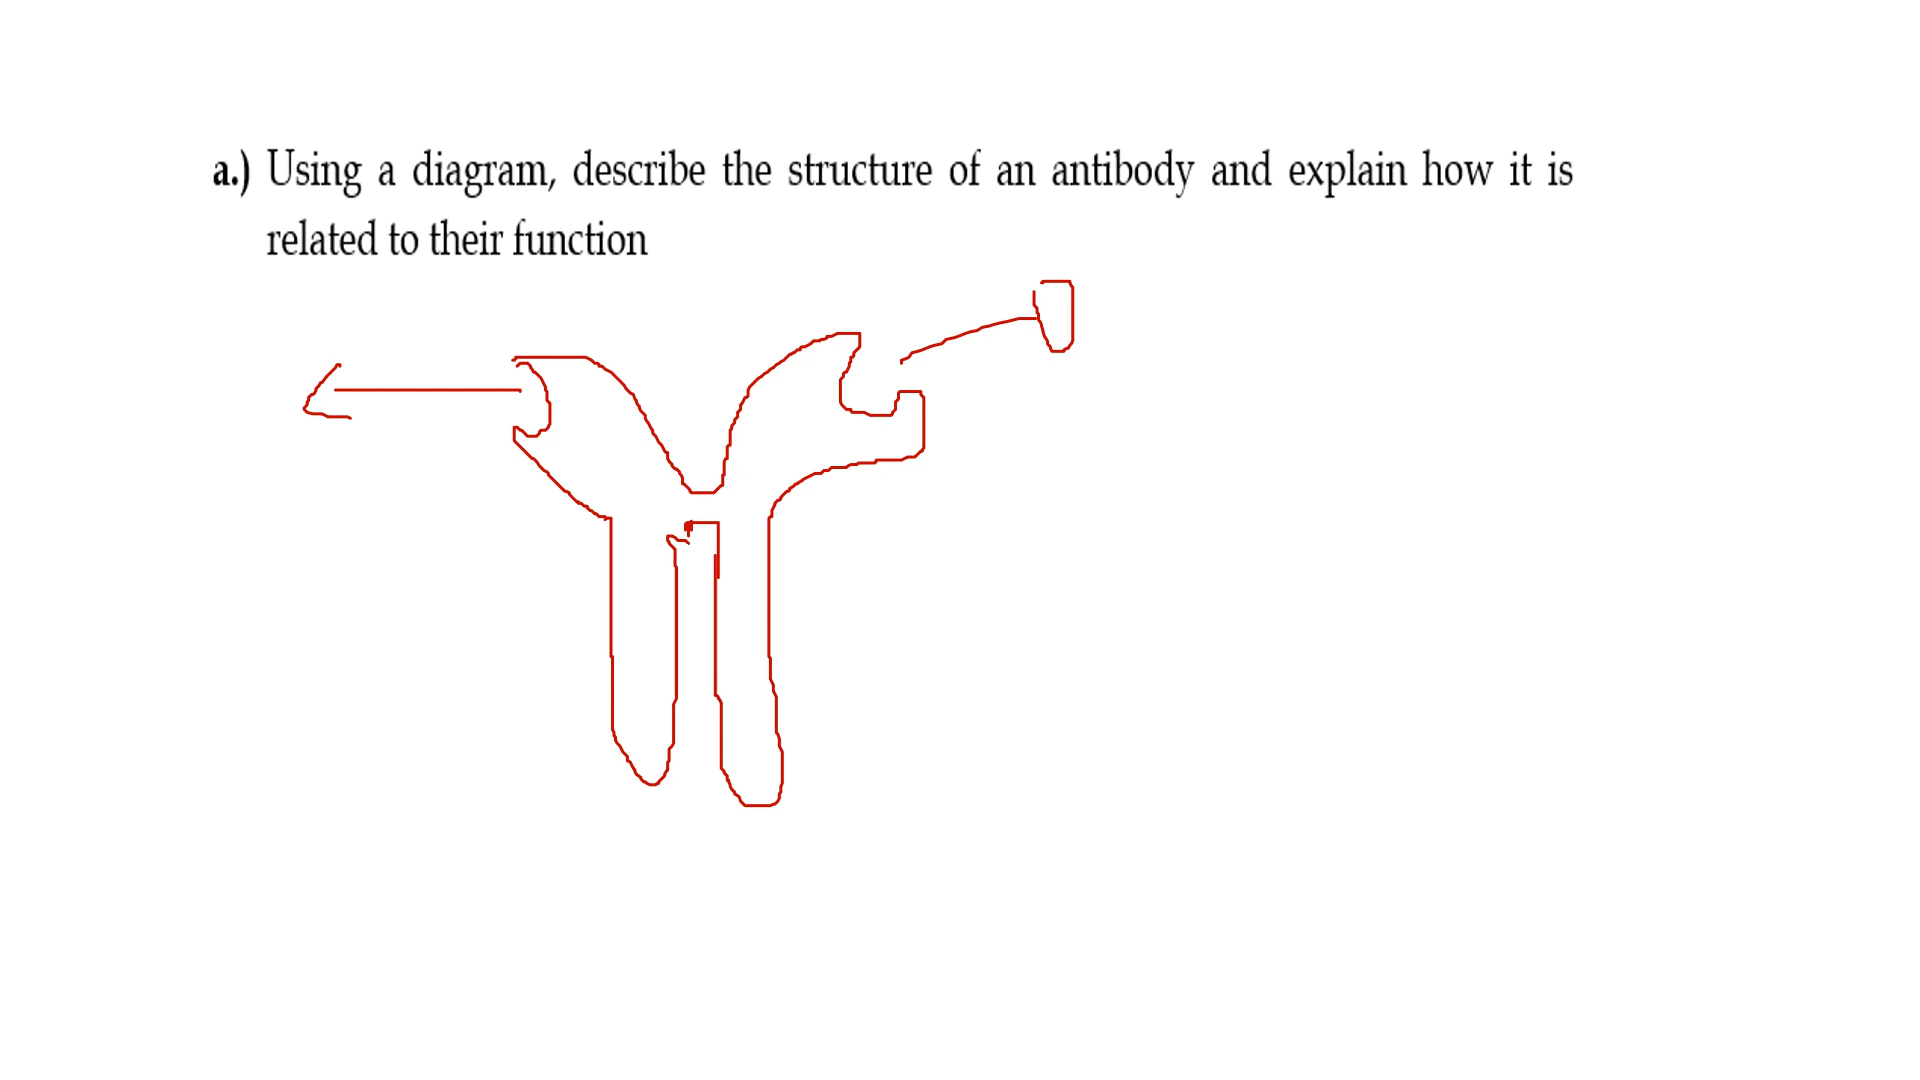 a.) Using a diagram, describe the structure of an antibody and explain how it is
related to their function